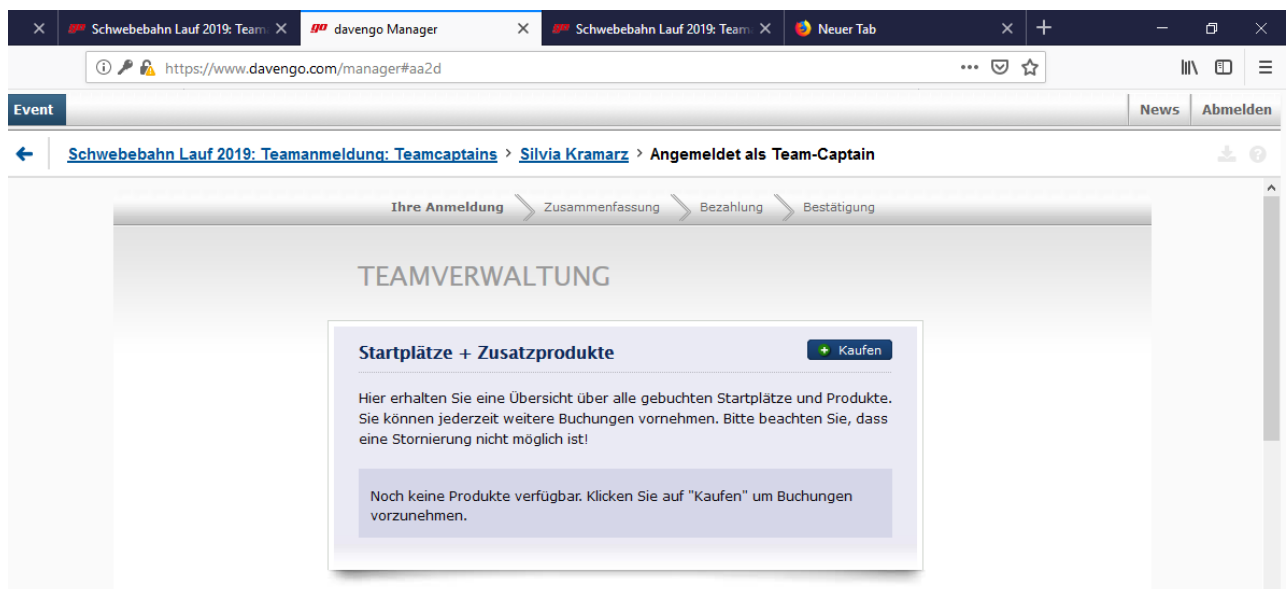 Schwebebahn Lauf 2019: Team
davengo Manager
Schwebebahn Lauf 2019: Team
Neuer Tab
https://www.davengo.com/manager#aa2d
Event
News
Abmelden
Schwebebahn Lauf 2019: Teamanmeldung: Teamcaptains > Silvia Kramarz > Angemeldet als Team-Captain
Ihre Anmeldung
Zusammenfassung
Bezahlung
Bestätigung
TEAMVERWALTUNG
Startplätze + Zusatzprodukte
Kaufen
Hier erhalten Sie eine Übersicht über alle gebuchten Startplätze und Produkte.
Sie können jederzeit weitere Buchungen vornehmen. Bitte beachten Sie, dass
eine Stornierung nicht möglich ist!
Noch keine Produkte verfügbar. Klicken Sie auf "Kaufen" um Buchungen
vorzunehmen.